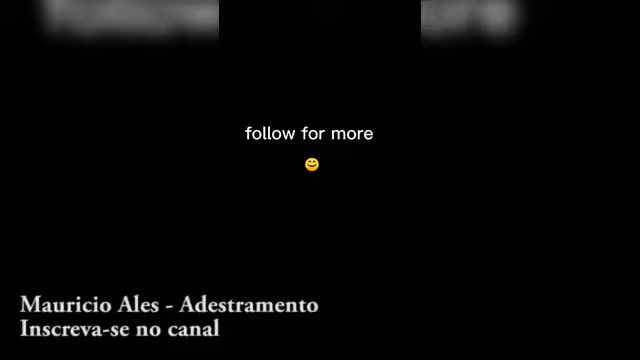 follow for more
😊
Mauricio Ales - Adestramento
Inscreva-se no canal